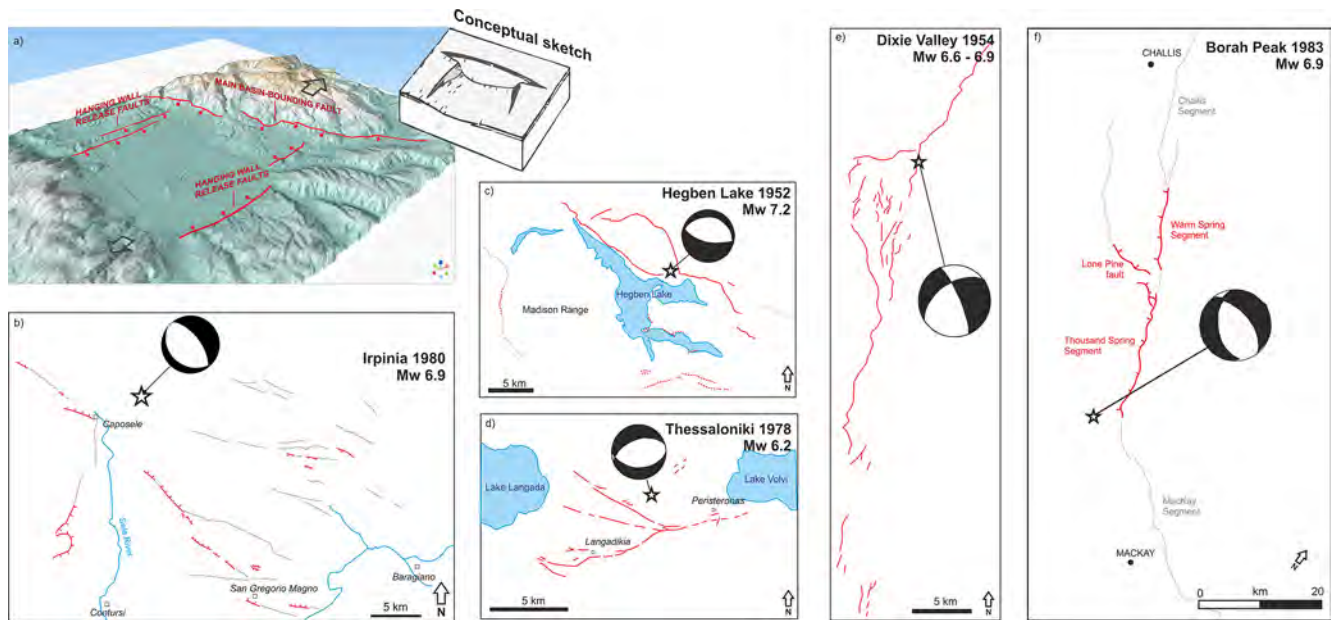 a)
Conceptual sketch
MAIN BASIN-BOUNDING FAULT
HANGING WALL
RELEASE FAULTS
HANGING WALL
RELEASE FAULTS
b)
Irpinia 1980
Mw 6.9
Caposele
Sele River
San Gregorio Magno
Baragiano
Contursi
5 km
N
c)
Hegben Lake 1952
Mw 7.2
Madison Range
Hegben Lake
5 km
N
d)
Thessaloniki 1978
Mw 6.2
Lake Langada
Lake Volvi
Peristeronas
Langadikia
5 km
N
e)
Dixie Valley 1954
Mw 6.6 - 6.9
5 km
N
f)
Borah Peak 1983
Mw 6.9
CHALLIS
Challis
Segment
Warm Spring
Segment
Lone Pine
fault
Thousand Spring
Segment
MacKay
Segment
MACKAY
N
0 km 20